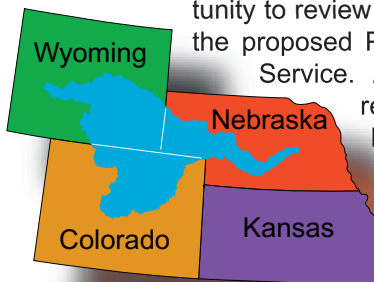 tunity to review
the proposed
Service.
Wyoming
Nebraska
Colorado
Kansas